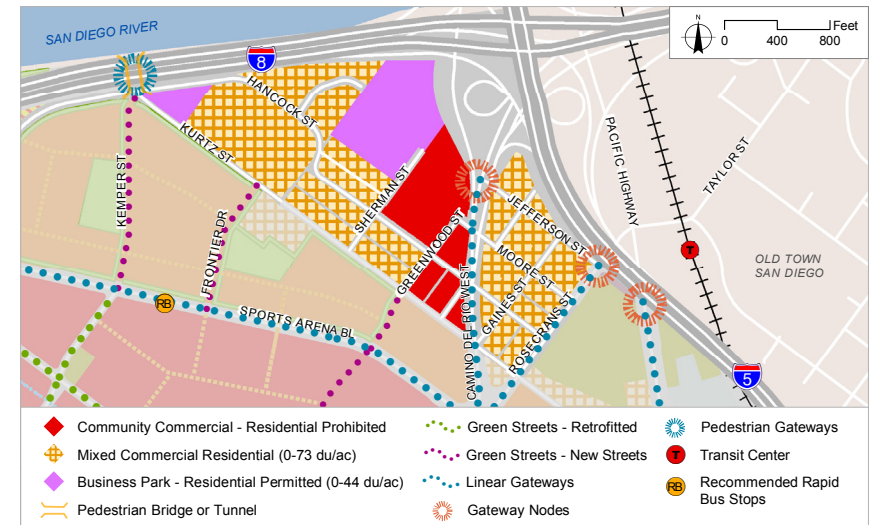 SAN DIEGO RIVER
8
Feet
N
0 400 800
HANCOCK ST
KURTZ ST
KEMPER ST
SHERMAN ST
PACIFIC HIGHWAY
TAYLOR ST
FRONTIER DR
GREENWOOD ST
JEFFERSON ST
MOORE ST
T
OLD TOWN
SAN DIEGO
RB
SPORTS ARENA BL
CAMINO DEL RIO WEST
GAINES ST
ROSECRANS ST
5
Community Commercial - Residential Prohibited
Mixed Commercial Residential (0-73 du/ac)
Business Park - Residential Permitted (0-44 du/ac)
Pedestrian Bridge or Tunnel
Green Streets - Retrofitted
Green Streets - New Streets
Linear Gateways
Gateway Nodes
Pedestrian Gateways
T Transit Center
RB Recommended Rapid
Bus Stops